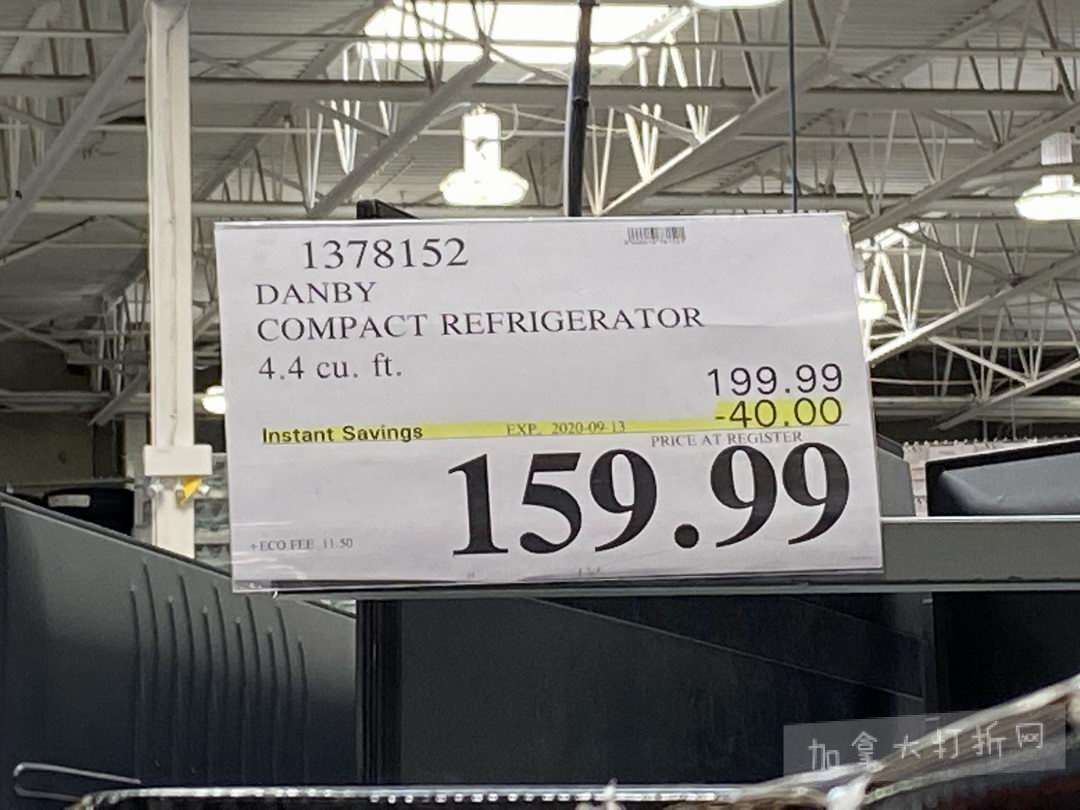 1378152
DANBY
COMPACT REFRIGERATOR
4.4 cu. ft.
199.99
-40.00
Instant Savings EXP. 2020-09-13
PRICE AT REGISTER
159.99
+ECO FEE 11.50
加拿大打折网